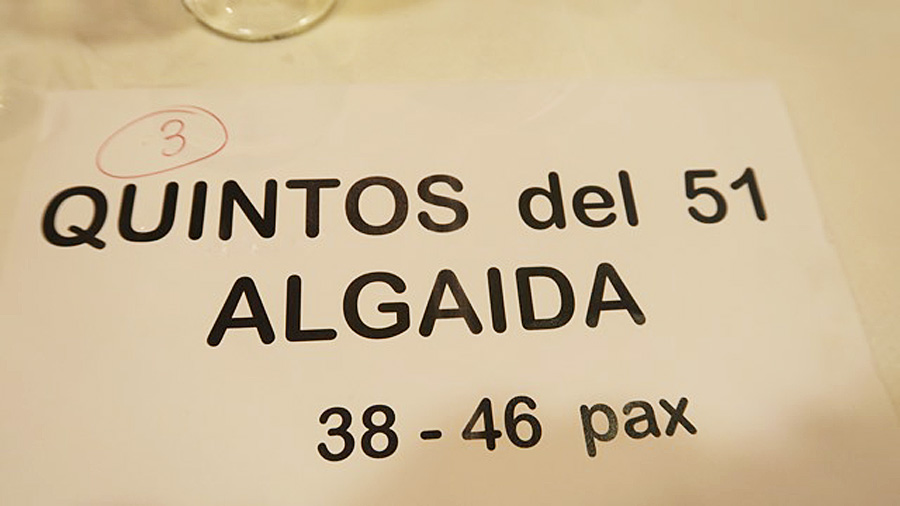 3
QUINTOS del 51
ALGAIDA
38 - 46 pax